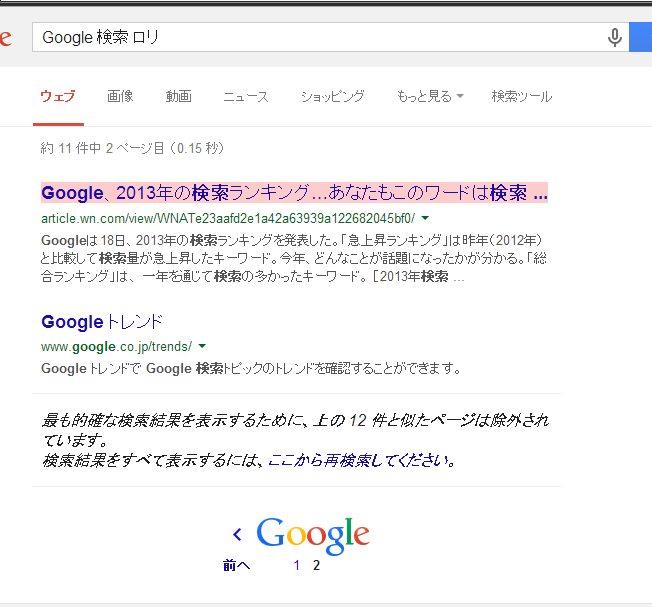 e
Google 検索 ロリ
ウェブ 画像 動画 ニュース ショッピング もっと見る 検索ツール
約 11 件中 2 ページ目 (0.15 秒)
Google、2013年の検索ランキング...あなたもこのワードは検索 ...
article.wn.com/view/WNATe23aafd2e1a42a63939a122682045bf0/
Googleは18日、2013年の検索ランキングを発表した。「急上昇ランキング」は昨年（2012年）
と比較して検索量が急上昇したキーワード。今年、どんなことが話題になったかが分かる。「総
合ランキング」は、一年を通じて検索の多かったキーワード。 [2013年検索 ...
Google トレンド
www.google.co.jp/trends/
Google トレンドで Google 検索トピックのトレンドを確認することができます。
最も的確な検索結果を表示するために、上の 12 件と似たページは除外され
ています。
検索結果をすべて表示するには、ここから再検索してください。
Google
前へ 1 2